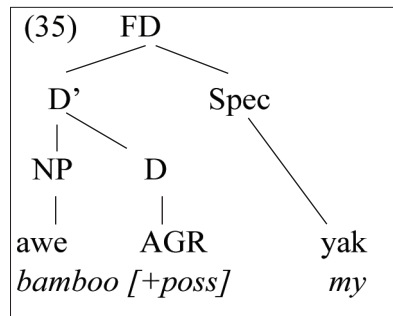 (35) FD
D’ Spec
NP D
awe AGR yak
bamboo [+poss] my